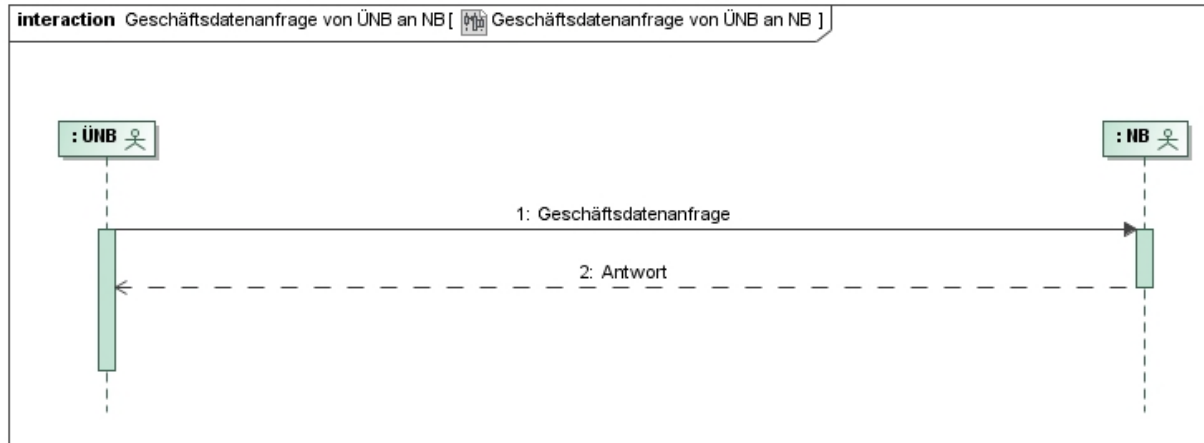 interaction Geschäftsdatenanfrage von ÜNB an NB [ Geschäftsdatenanfrage von ÜNB an NB ]
: ÜNB
: NB
1: Geschäftsdatenanfrage
2: Antwort